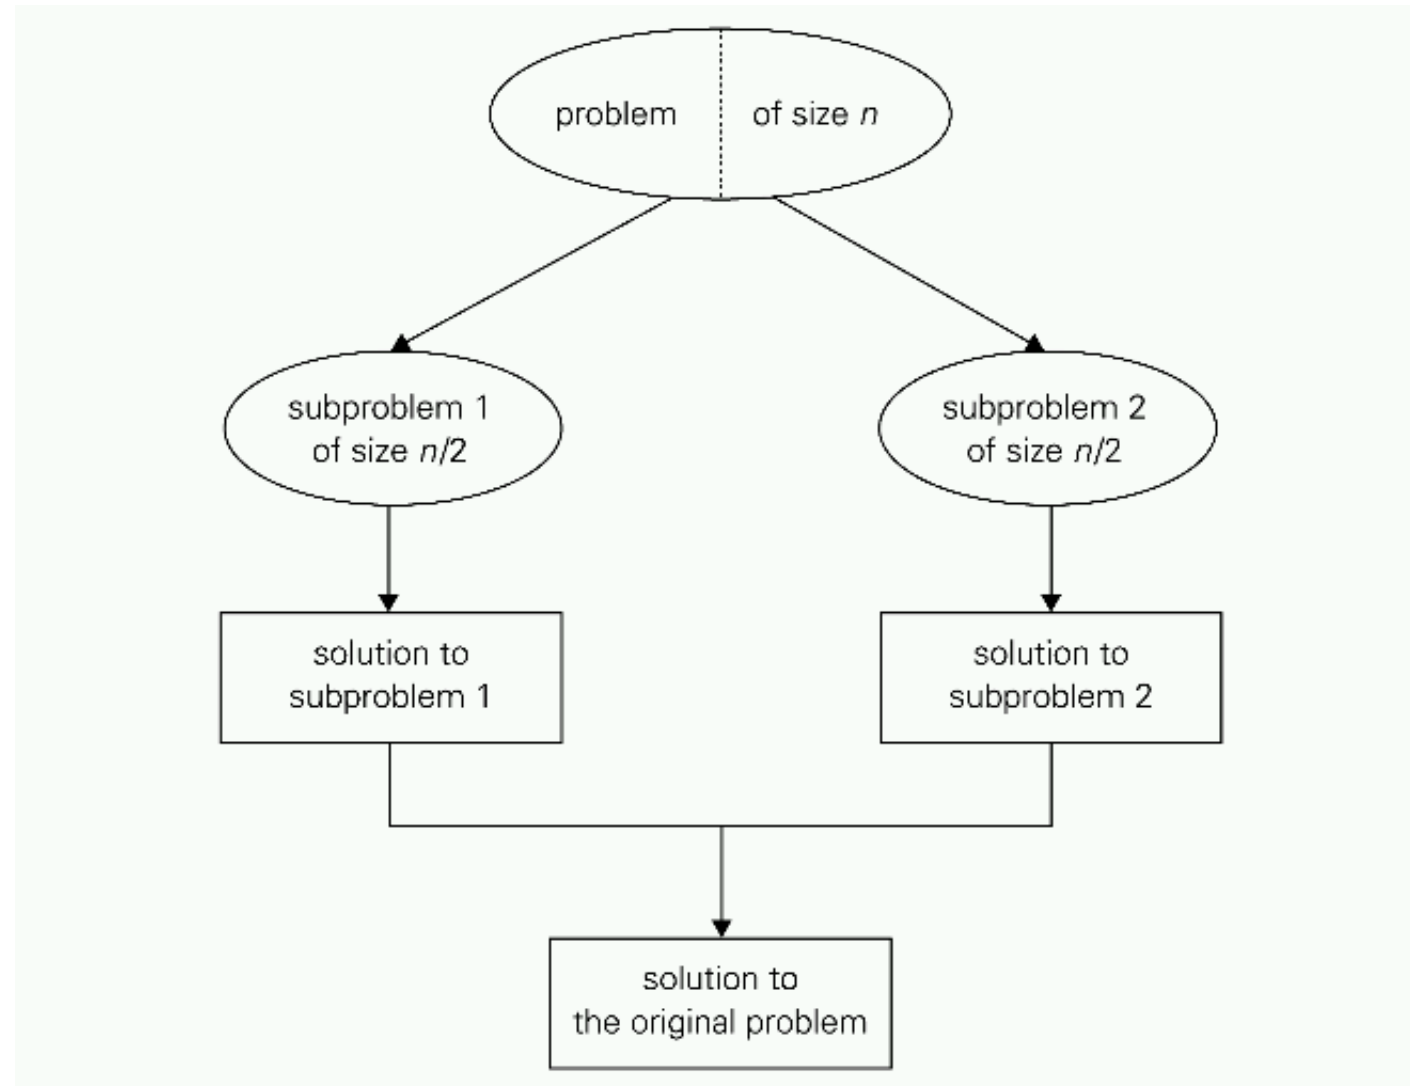 problem of size n
subproblem 1
of size n/2
subproblem 2
of size n/2
solution to
subproblem 1
solution to
subproblem 2
solution to
the original problem